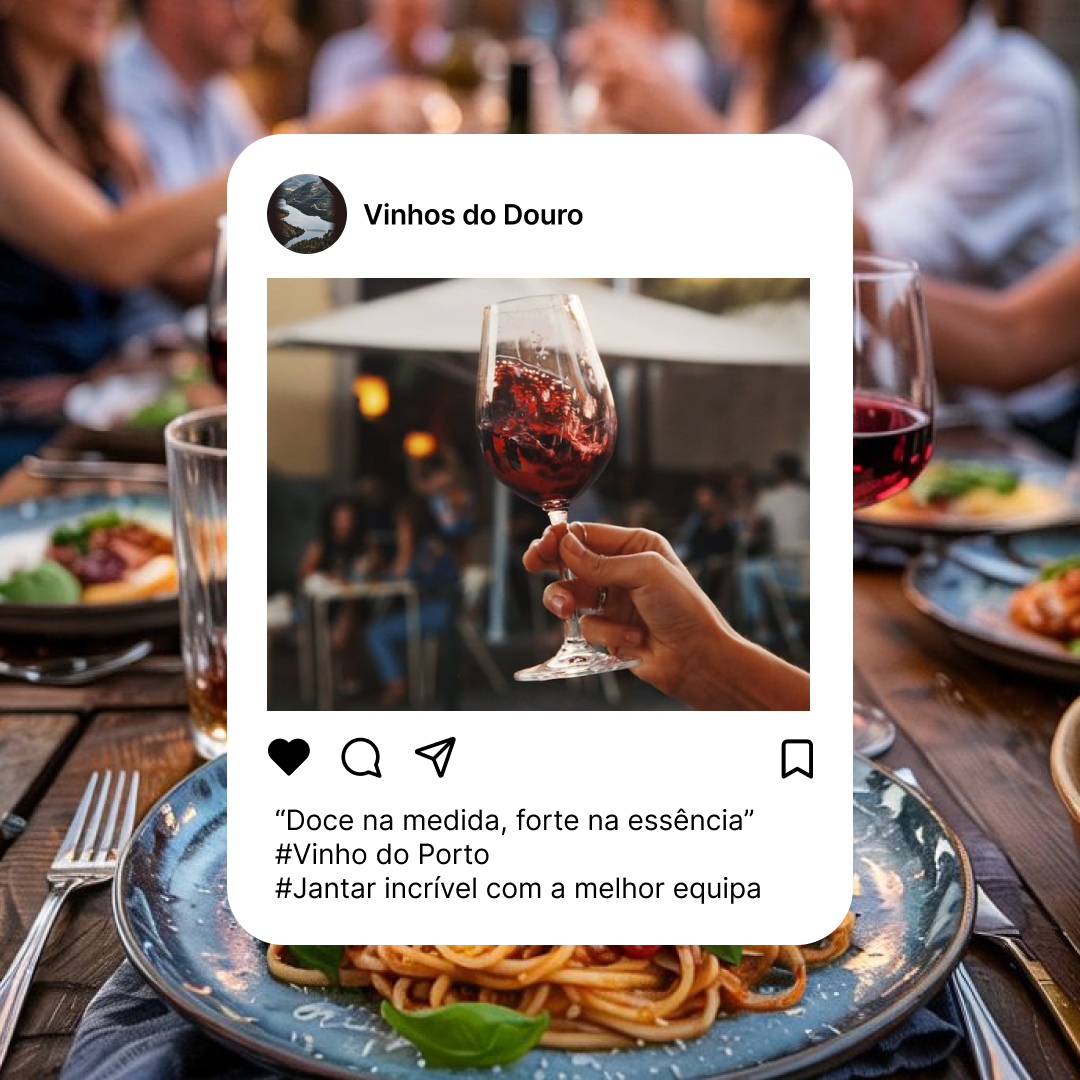 Vinhos do Douro
“Doce na medida, forte na essência”
#Vinho do Porto
#Jantar incrível com a melhor equipa